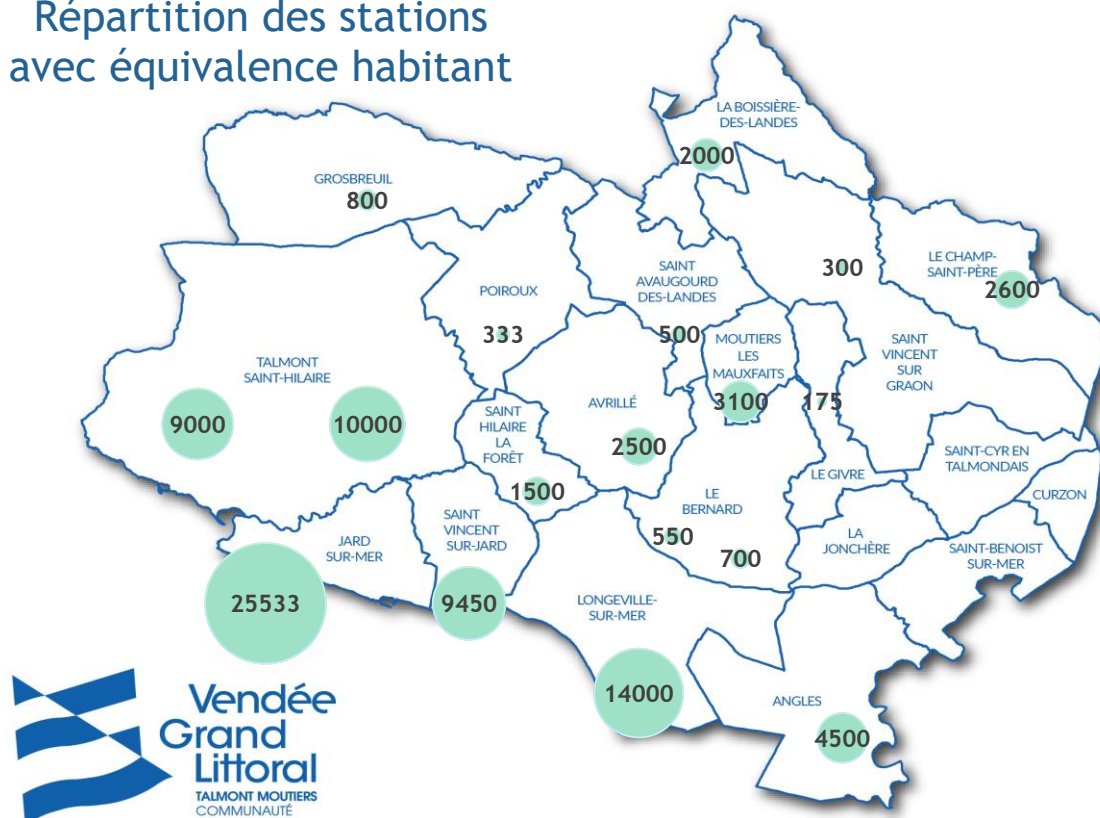 Répartition des stations
avec équivalence habitant
LA BOISSIÈRE-
DES-LANDES
2000
GROSBREUIL
800
300
LE CHAMP-
SAINT-PÈRE
2600
SAINT
AVAUGOURD
DES-LANDES
500
POIROUX
333
MOUTIERS
LES
MAUXFAITS
3100
SAINT
VINCENT
SUR
GRAON
TALMONT
SAINT-HILAIRE
9000
10000
SAINT
HILAIRE
LA
FORÊT
1500
AVRILLÉ
2500
175
LE GIVRE
SAINT-CYR EN
TALMONDAIS
CURZON
LE
BERNARD
550
700
LA
JONCHÈRE
SAINT-BENOIST
SUR-MER
JARD
SUR-MER
25533
SAINT
VINCENT
SUR-JARD
9450
LONGEVILLE-
SUR-MER
14000
ANGLES
4500
Vendée
Grand
Littoral
TALMONT MOUTIERS
COMMUNAUTÉ